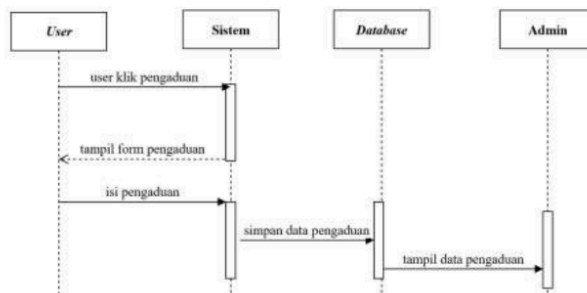 User
Sistem
Database
Admin
user klik pengaduan
tampil form pengaduan
isi pengaduan
simpan data pengaduan
tampil data pengaduan